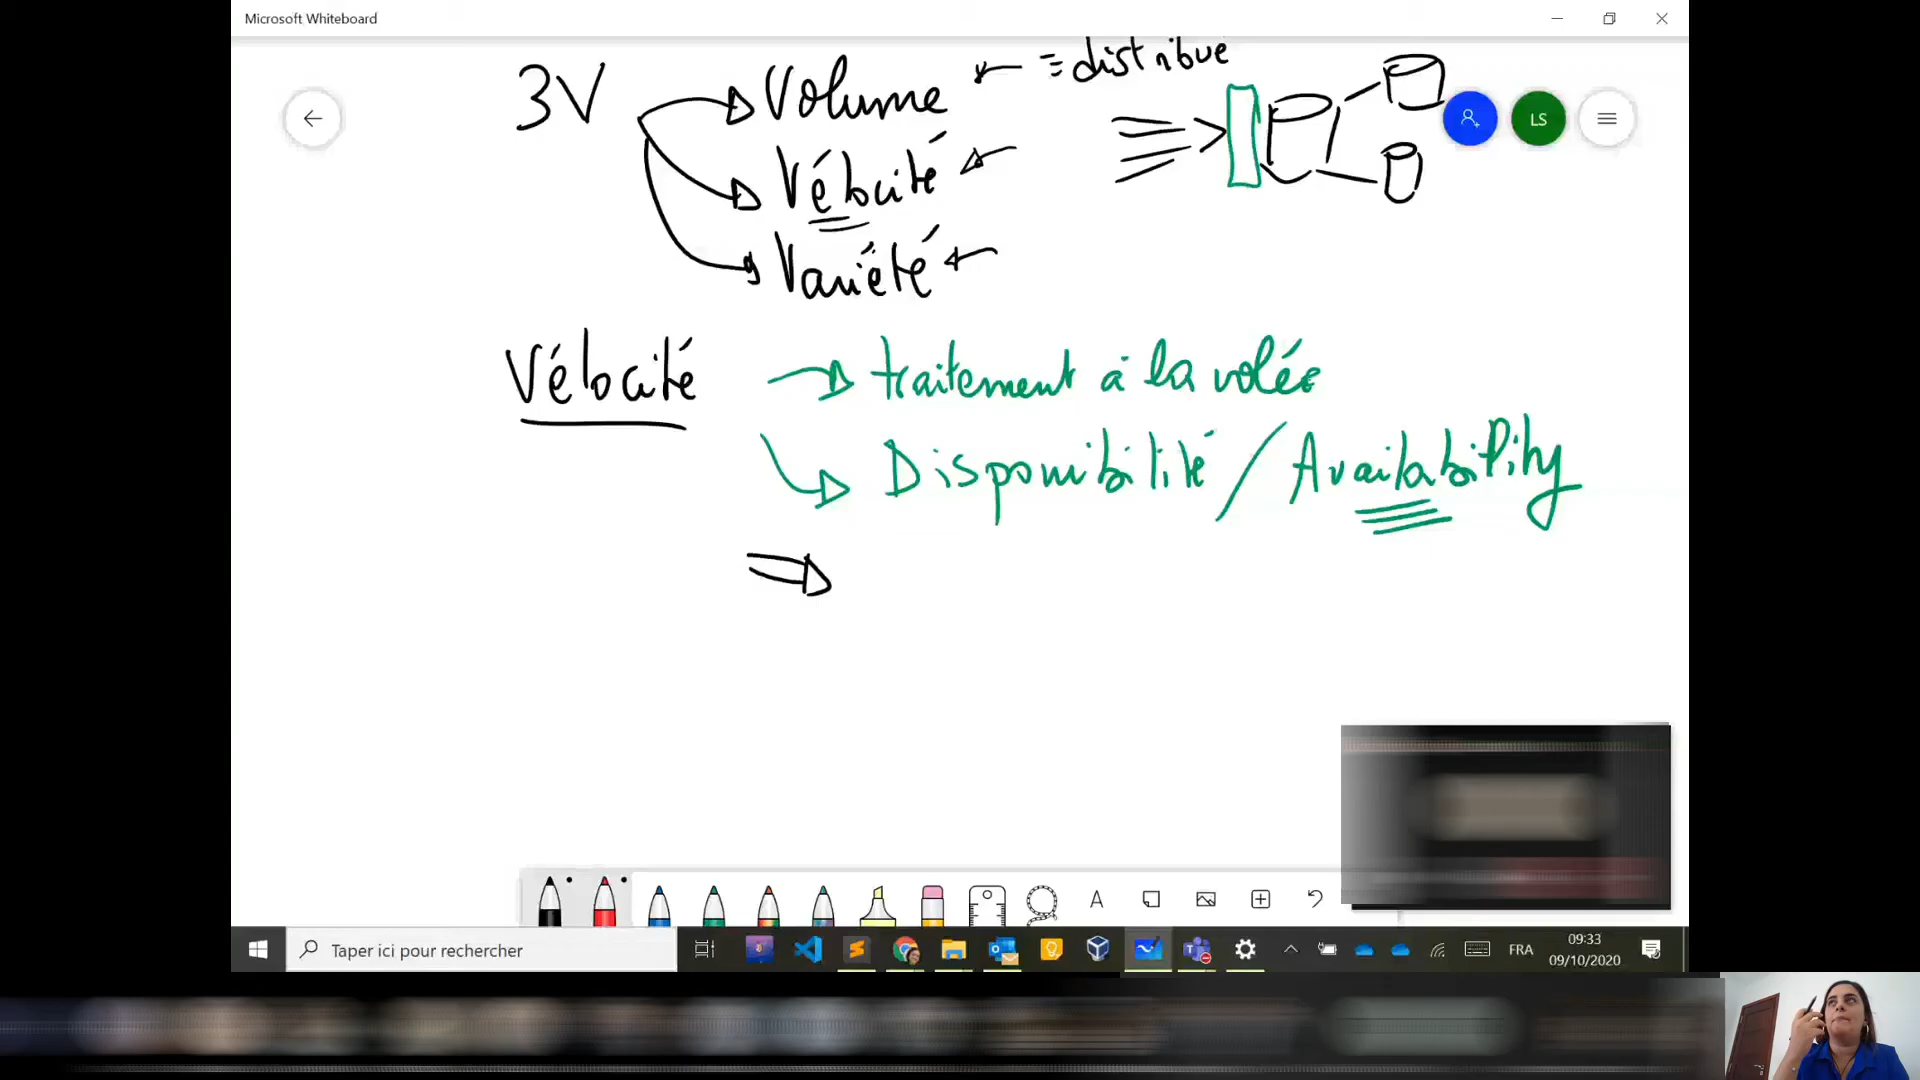 Microsoft Whiteboard
3V
Volume = distribué
Vélocité
Variété
LS
Vélocité
traitement à la volée
Disponibilité / Availability
A
Taper ici pour rechercher
FRA
09:33
09/10/2020